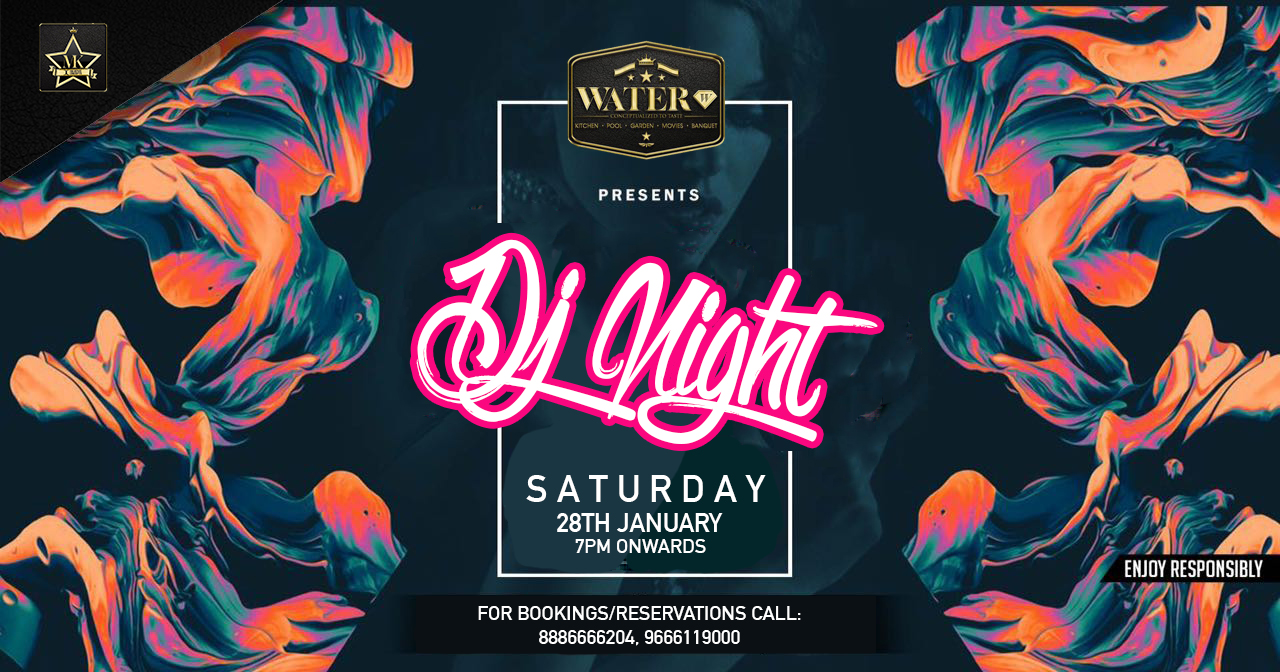 MK
WATER W
CONCEPTUALIZED TO TASTE
KITCHEN • POOL • GARDEN • MOVIES • BANQUET
PRESENTS
Dj Night
SATURDAY
28TH JANUARY
7PM ONWARDS
ENJOY RESPONSIBLY
FOR BOOKINGS/RESERVATIONS CALL:
8886666204, 9666119000